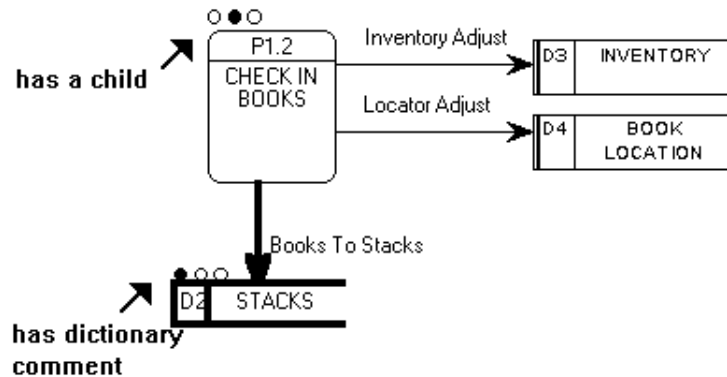 P1.2
Inventory Adjust
D3
INVENTORY
has a child
CHECK IN
BOOKS
Locator Adjust
D4
BOOK
LOCATION
Books To Stacks
D2
STACKS
has dictionary
comment